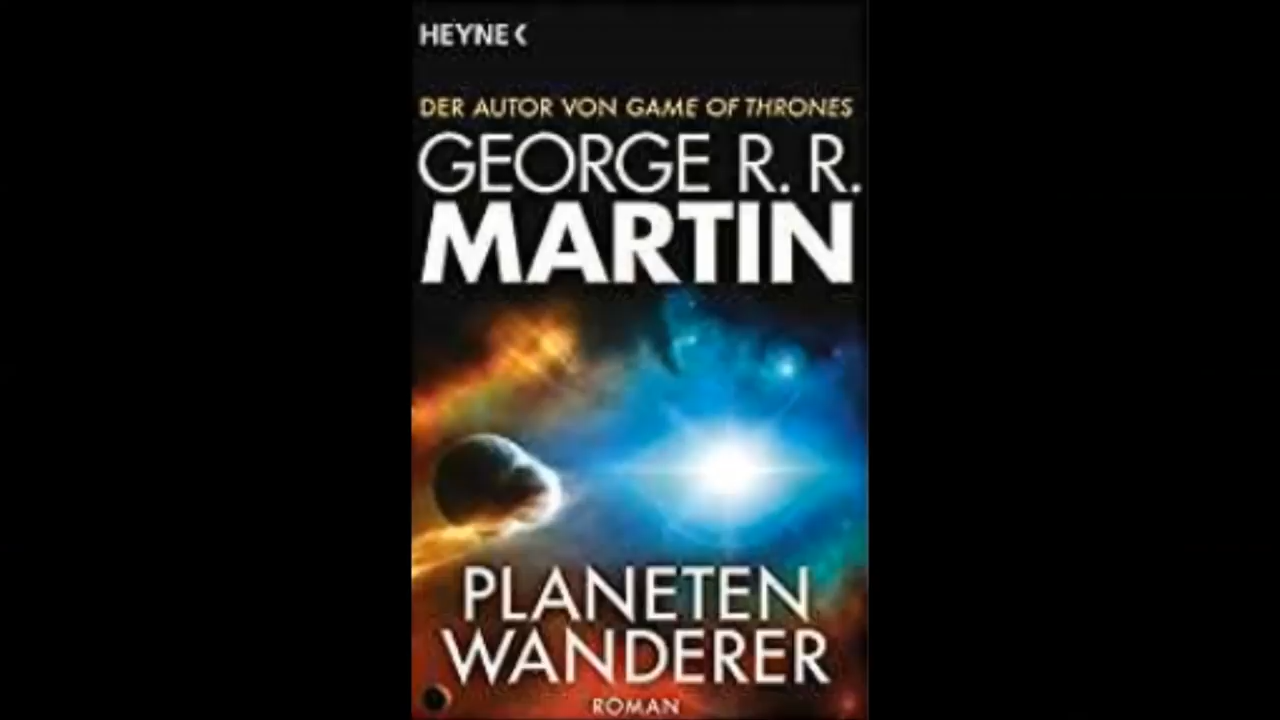 HEYNE
DER AUTOR VON GAME OF THRONES
GEORGE R. R.
MARTIN
PLANETEN
WANDERER
ROMAN